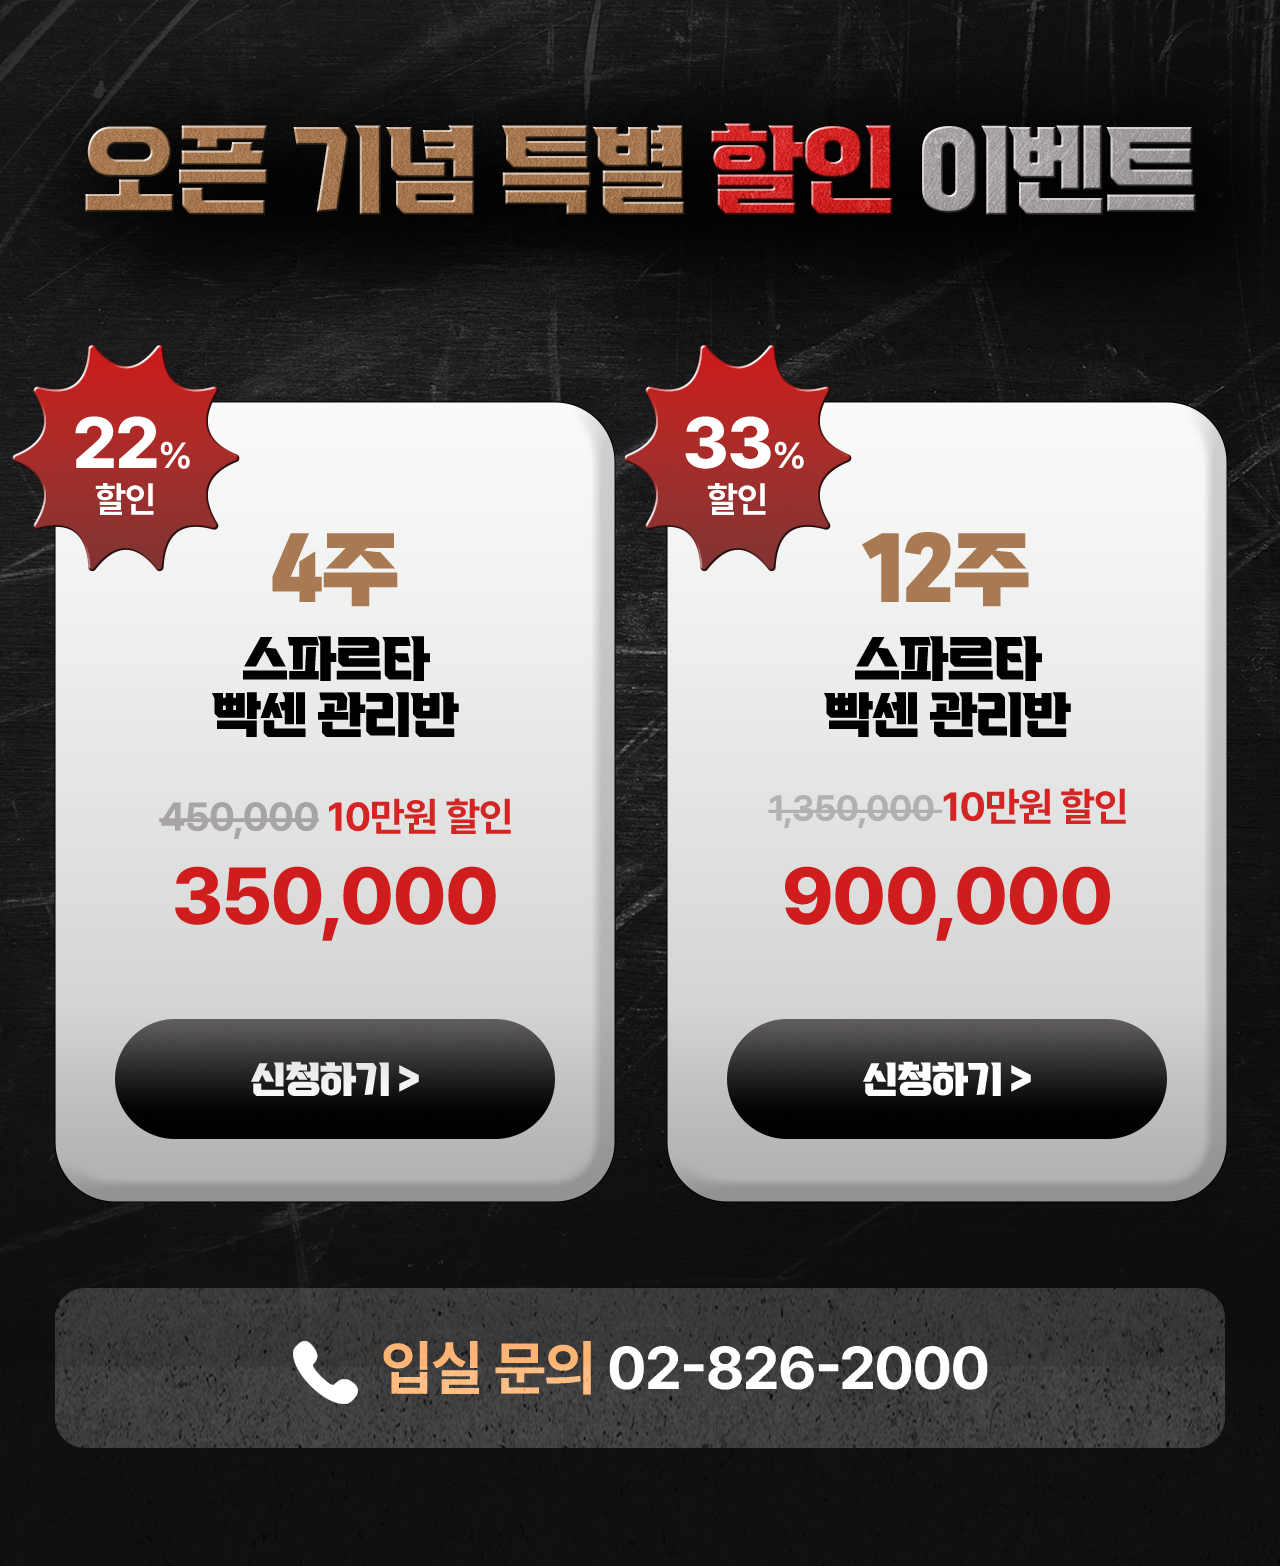 오픈 기념 특별 할인 이벤트
22%
할인
4주
스파르타
빡센 관리반
450,000 10만원 할인
350,000
신청하기 >
33%
할인
12주
스파르타
빡센 관리반
1,350,000 10만원 할인
900,000
신청하기 >
입실 문의 02-826-2000